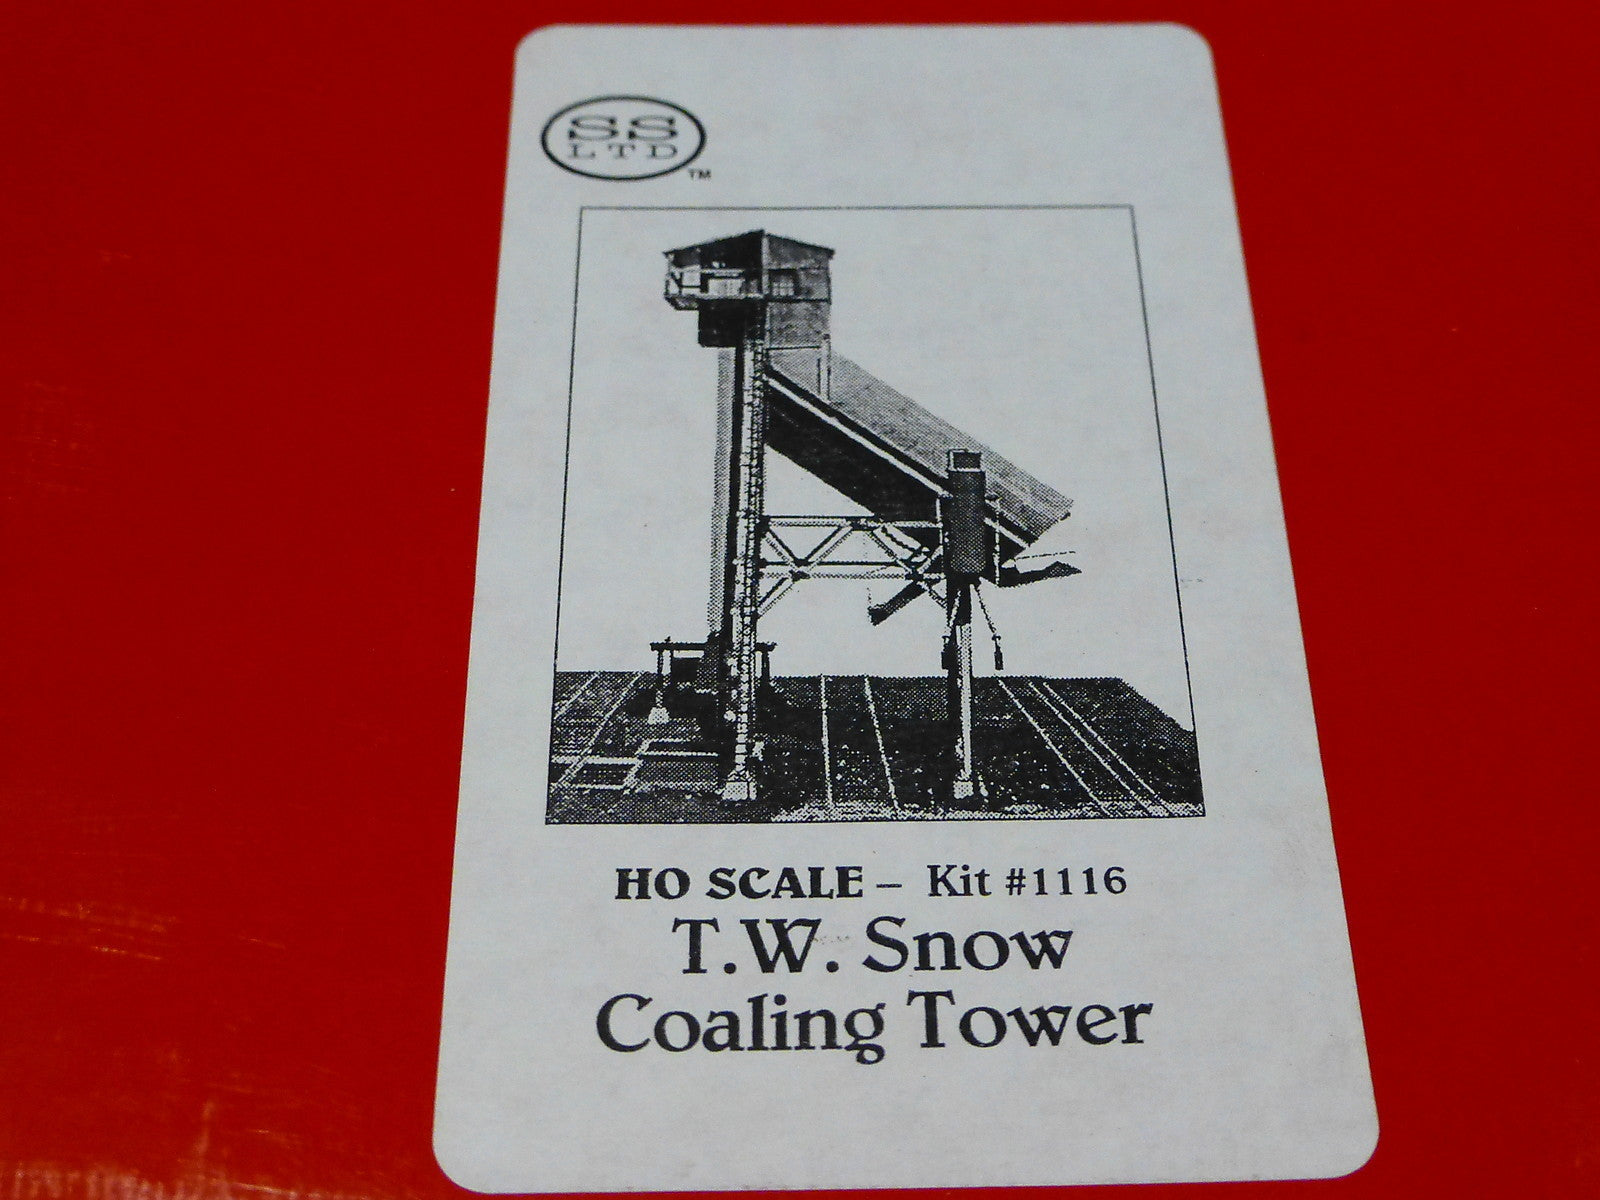 SS
LTD
TM
HO SCALE – Kit #1116
T.W. Snow
Coaling Tower